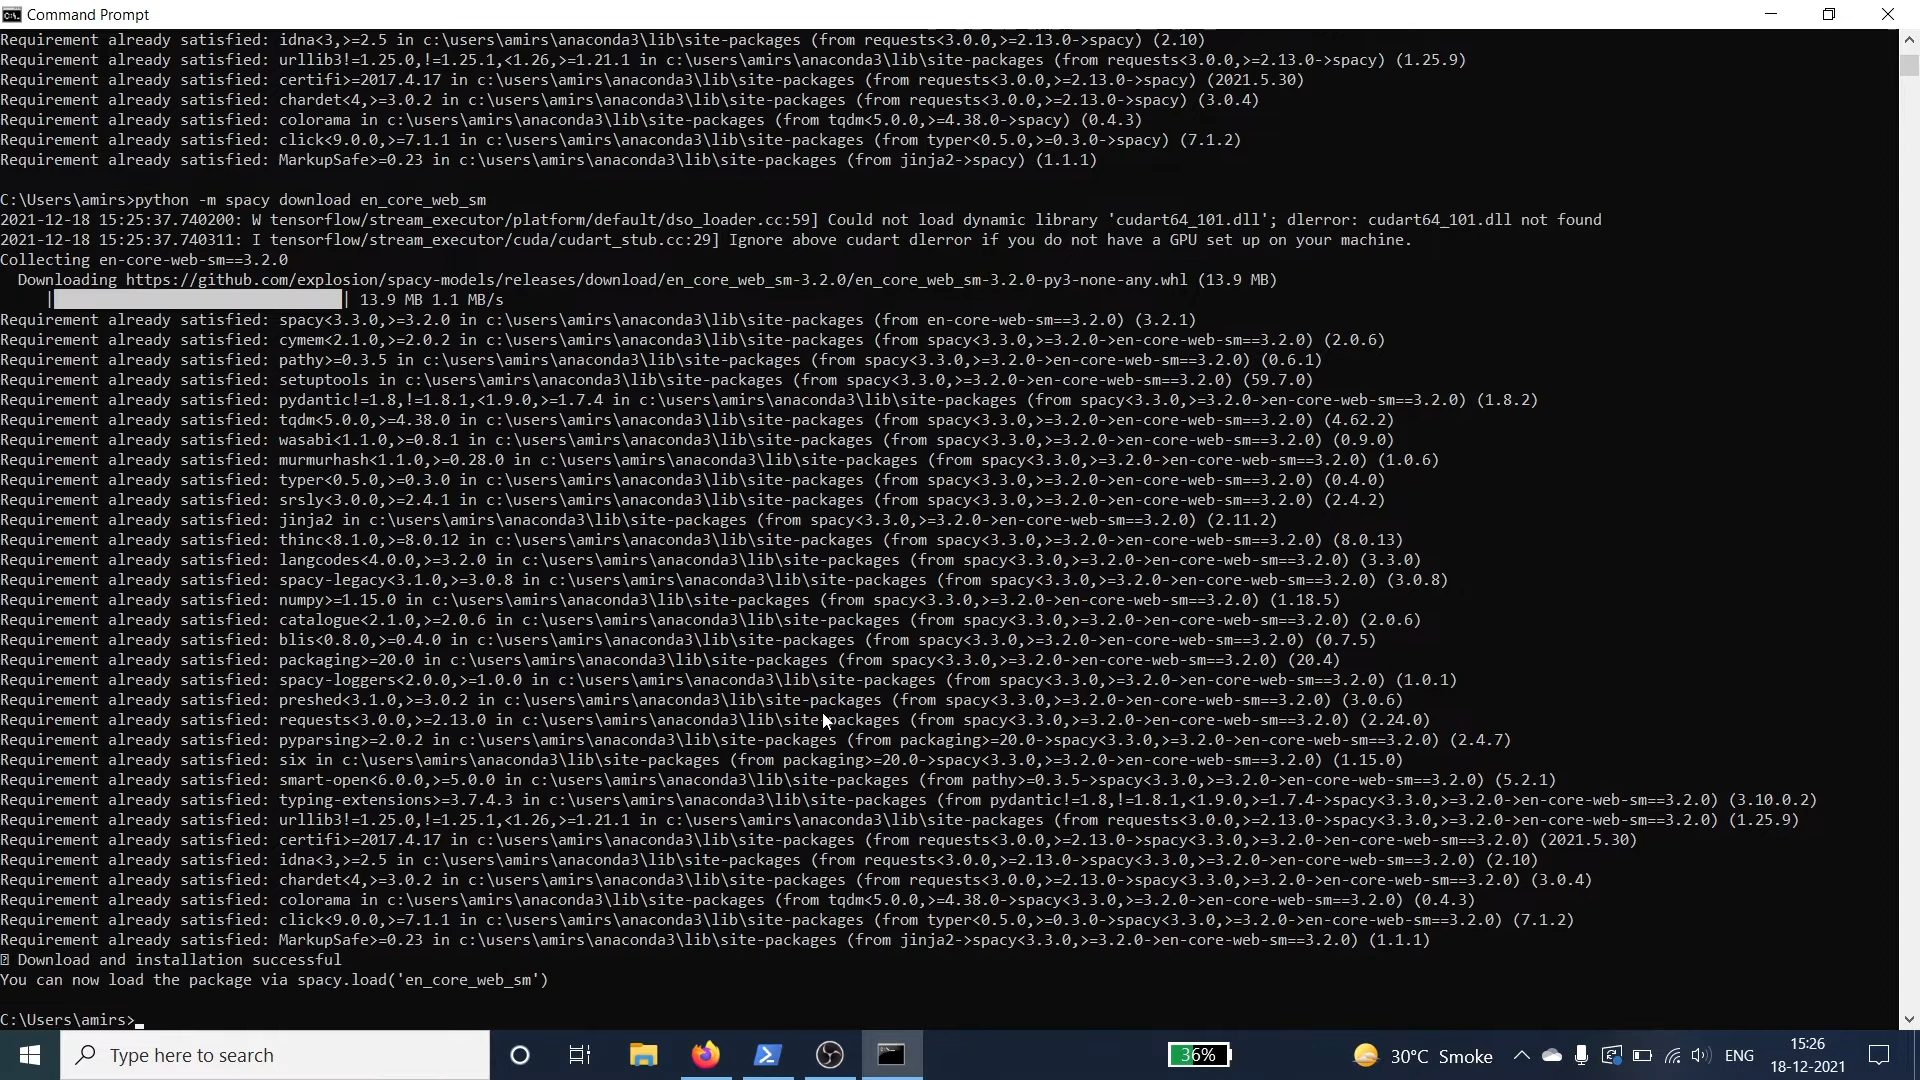 Command Prompt
Requirement already satisfied: idna<3,>=2.5 in c:\users\amirs\anaconda3\lib\site-packages (from requests<3.0.0,>=2.13.0->spacy) (2.10)
Requirement already satisfied: urllib3!=1.25.0,!=1.25.1,<1.26,>=1.21.1 in c:\users\amirs\anaconda3\lib\site-packages (from requests<3.0.0,>=2.13.0->spacy) (1.25.9)
Requirement already satisfied: certifi>=2017.4.17 in c:\users\amirs\anaconda3\lib\site-packages (from requests<3.0.0,>=2.13.0->spacy) (2021.5.30)
Requirement already satisfied: chardet<4,>=3.0.2 in c:\users\amirs\anaconda3\lib\site-packages (from requests<3.0.0,>=2.13.0->spacy) (3.0.4)
Requirement already satisfied: colorama in c:\users\amirs\anaconda3\lib\site-packages (from tqdm<5.0.0,>=4.38.0->spacy) (0.4.3)
Requirement already satisfied: click<9.0.0,>=7.1.1 in c:\users\amirs\anaconda3\lib\site-packages (from typer<0.5.0,>=0.3.0->spacy) (7.1.2)
Requirement already satisfied: MarkupSafe>=0.23 in c:\users\amirs\anaconda3\lib\site-packages (from jinja2->spacy) (1.1.1)
C:\Users\amirs>python -m spacy download en_core_web_sm
2021-12-18 15:25:37.740200: W tensorflow/stream_executor/platform/default/dso_loader.cc:59] Could not load dynamic library 'cudart64_101.dll'; dlerror: cudart64_101.dll not found
2021-12-18 15:25:37.740311: I tensorflow/stream_executor/cuda/cudart_stub.cc:29] Ignore above cudart dlerror if you do not have a GPU set up on your machine.
Collecting en-core-web-sm==3.2.0
Downloading https://github.com/explosion/spacy-models/releases/download/en_core_web_sm-3.2.0/en_core_web_sm-3.2.0-py3-none-any.whl (13.9 MB)
| | 13.9 MB 1.1 MB/s
Requirement already satisfied: spacy<3.3.0,>=3.2.0 in c:\users\amirs\anaconda3\lib\site-packages (from en-core-web-sm==3.2.0) (3.2.1)
Requirement already satisfied: cymem<2.1.0,>=2.0.2 in c:\users\amirs\anaconda3\lib\site-packages (from spacy<3.3.0,>=3.2.0->en-core-web-sm==3.2.0) (2.0.6)
Requirement already satisfied: pathy>=0.3.5 in c:\users\amirs\anaconda3\lib\site-packages (from spacy<3.3.0,>=3.2.0->en-core-web-sm==3.2.0) (0.6.1)
Requirement already satisfied: setuptools in c:\users\amirs\anaconda3\lib\site-packages (from spacy<3.3.0,>=3.2.0->en-core-web-sm==3.2.0) (59.7.0)
Requirement already satisfied: pydantic!=1.8,!=1.8.1,<1.9.0,>=1.7.4 in c:\users\amirs\anaconda3\lib\site-packages (from spacy<3.3.0,>=3.2.0->en-core-web-sm==3.2.0) (1.8.2)
Requirement already satisfied: tqdm<5.0.0,>=4.38.0 in c:\users\amirs\anaconda3\lib\site-packages (from spacy<3.3.0,>=3.2.0->en-core-web-sm==3.2.0) (4.62.2)
Requirement already satisfied: wasabi<1.1.0,>=0.8.1 in c:\users\amirs\anaconda3\lib\site-packages (from spacy<3.3.0,>=3.2.0->en-core-web-sm==3.2.0) (0.9.0)
Requirement already satisfied: murmurhash<1.1.0,>=0.28.0 in c:\users\amirs\anaconda3\lib\site-packages (from spacy<3.3.0,>=3.2.0->en-core-web-sm==3.2.0) (1.0.6)
Requirement already satisfied: typer<0.5.0,>=0.3.0 in c:\users\amirs\anaconda3\lib\site-packages (from spacy<3.3.0,>=3.2.0->en-core-web-sm==3.2.0) (0.4.0)
Requirement already satisfied: srsly<3.0.0,>=2.4.1 in c:\users\amirs\anaconda3\lib\site-packages (from spacy<3.3.0,>=3.2.0->en-core-web-sm==3.2.0) (2.4.2)
Requirement already satisfied: jinja2 in c:\users\amirs\anaconda3\lib\site-packages (from spacy<3.3.0,>=3.2.0->en-core-web-sm==3.2.0) (2.11.2)
Requirement already satisfied: thinc<8.1.0,>=8.0.12 in c:\users\amirs\anaconda3\lib\site-packages (from spacy<3.3.0,>=3.2.0->en-core-web-sm==3.2.0) (8.0.13)
Requirement already satisfied: langcodes<4.0.0,>=3.2.0 in c:\users\amirs\anaconda3\lib\site-packages (from spacy<3.3.0,>=3.2.0->en-core-web-sm==3.2.0) (3.3.0)
Requirement already satisfied: spacy-legacy<3.1.0,>=3.0.8 in c:\users\amirs\anaconda3\lib\site-packages (from spacy<3.3.0,>=3.2.0->en-core-web-sm==3.2.0) (3.0.8)
Requirement already satisfied: numpy>=1.15.0 in c:\users\amirs\anaconda3\lib\site-packages (from spacy<3.3.0,>=3.2.0->en-core-web-sm==3.2.0) (1.18.5)
Requirement already satisfied: catalogue<2.1.0,>=2.0.6 in c:\users\amirs\anaconda3\lib\site-packages (from spacy<3.3.0,>=3.2.0->en-core-web-sm==3.2.0) (2.0.6)
Requirement already satisfied: blis<0.8.0,>=0.4.0 in c:\users\amirs\anaconda3\lib\site-packages (from spacy<3.3.0,>=3.2.0->en-core-web-sm==3.2.0) (0.7.5)
Requirement already satisfied: packaging>=20.0 in c:\users\amirs\anaconda3\lib\site-packages (from spacy<3.3.0,>=3.2.0->en-core-web-sm==3.2.0) (20.4)
Requirement already satisfied: spacy-loggers<2.0.0,>=1.0.0 in c:\users\amirs\anaconda3\lib\site-packages (from spacy<3.3.0,>=3.2.0->en-core-web-sm==3.2.0) (1.0.1)
Requirement already satisfied: preshed<3.1.0,>=3.0.2 in c:\users\amirs\anaconda3\lib\site-packages (from spacy<3.3.0,>=3.2.0->en-core-web-sm==3.2.0) (3.0.6)
Requirement already satisfied: requests<3.0.0,>=2.13.0 in c:\users\amirs\anaconda3\lib\site-packages (from spacy<3.3.0,>=3.2.0->en-core-web-sm==3.2.0) (2.24.0)
Requirement already satisfied: pyparsing>=2.0.2 in c:\users\amirs\anaconda3\lib\site-packages (from packaging>=20.0->spacy<3.3.0,>=3.2.0->en-core-web-sm==3.2.0) (2.4.7)
Requirement already satisfied: six in c:\users\amirs\anaconda3\lib\site-packages (from packaging>=20.0->spacy<3.3.0,>=3.2.0->en-core-web-sm==3.2.0) (1.15.0)
Requirement already satisfied: smart-open<6.0.0,>=5.0.0 in c:\users\amirs\anaconda3\lib\site-packages (from pathy>=0.3.5->spacy<3.3.0,>=3.2.0->en-core-web-sm==3.2.0) (5.2.1)
Requirement already satisfied: typing-extensions>=3.7.4.3 in c:\users\amirs\anaconda3\lib\site-packages (from pydantic!=1.8,!=1.8.1,<1.9.0,>=1.7.4->spacy<3.3.0,>=3.2.0->en-core-web-sm==3.2.0) (3.10.0.2)
Requirement already satisfied: urllib3!=1.25.0,!=1.25.1,<1.26,>=1.21.1 in c:\users\amirs\anaconda3\lib\site-packages (from requests<3.0.0,>=2.13.0->spacy<3.3.0,>=3.2.0->en-core-web-sm==3.2.0) (1.25.9)
Requirement already satisfied: certifi>=2017.4.17 in c:\users\amirs\anaconda3\lib\site-packages (from requests<3.0.0,>=2.13.0->spacy<3.3.0,>=3.2.0->en-core-web-sm==3.2.0) (2021.5.30)
Requirement already satisfied: idna<3,>=2.5 in c:\users\amirs\anaconda3\lib\site-packages (from requests<3.0.0,>=2.13.0->spacy<3.3.0,>=3.2.0->en-core-web-sm==3.2.0) (2.10)
Requirement already satisfied: chardet<4,>=3.0.2 in c:\users\amirs\anaconda3\lib\site-packages (from requests<3.0.0,>=2.13.0->spacy<3.3.0,>=3.2.0->en-core-web-sm==3.2.0) (3.0.4)
Requirement already satisfied: colorama in c:\users\amirs\anaconda3\lib\site-packages (from tqdm<5.0.0,>=4.38.0->spacy<3.3.0,>=3.2.0->en-core-web-sm==3.2.0) (0.4.3)
Requirement already satisfied: click<9.0.0,>=7.1.1 in c:\users\amirs\anaconda3\lib\site-packages (from typer<0.5.0,>=0.3.0->spacy<3.3.0,>=3.2.0->en-core-web-sm==3.2.0) (7.1.2)
Requirement already satisfied: MarkupSafe>=0.23 in c:\users\amirs\anaconda3\lib\site-packages (from jinja2->spacy<3.3.0,>=3.2.0->en-core-web-sm==3.2.0) (1.1.1)
Download and installation successful
You can now load the package via spacy.load('en_core_web_sm')
C:\Users\amirs>
Type here to search
36%
30°C Smoke
ENG
15:26
18-12-2021